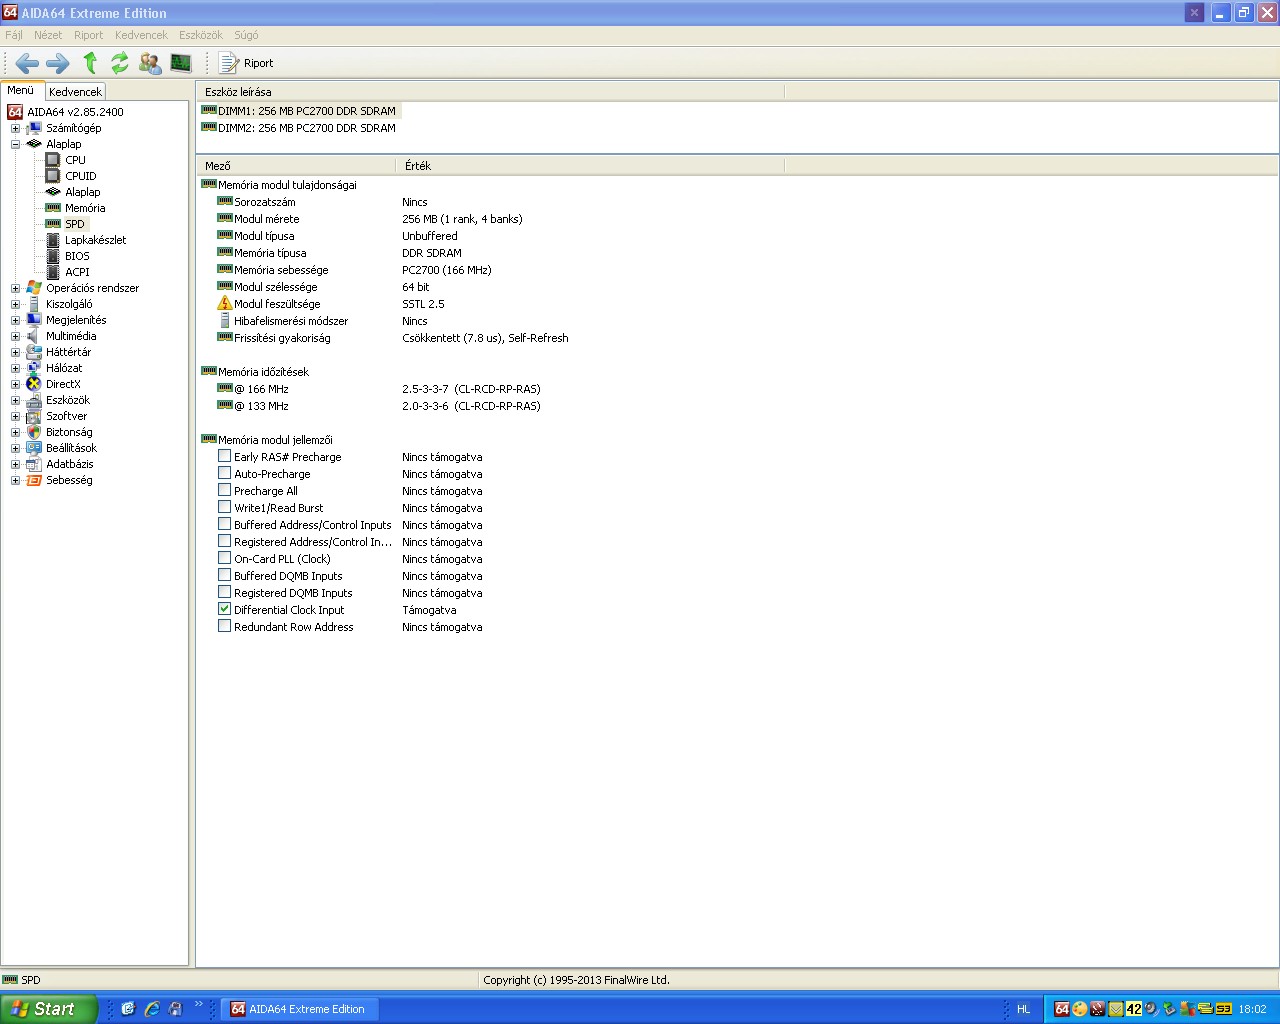 AIDA64 Extreme Edition
Fájl Nézet Riport Kedvencek Eszközök Súgó
Riport
Menü Kedvencek
AIDA64 v2.85.2400
Számítógép
Alaplap
CPU
CPUID
Alaplap
Memória
SPD
Lapkakészlet
BIOS
ACPI
Operációs rendszer
Kiszolgáló
Megjelenítés
Multimédia
Háttértár
Hálózat
DirectX
Eszközök
Szoftver
Biztonság
Beállítások
Adatbázis
Sebesség
Eszköz leírása
DIMM1: 256 MB PC2700 DDR SDRAM
DIMM2: 256 MB PC2700 DDR SDRAM
Mező Érték
Memória modul tulajdonságai
Sorozatszám Nincs
Modul mérete 256 MB (1 rank, 4 banks)
Modul típusa Unbuffered
Memória típusa DDR SDRAM
Memória sebessége PC2700 (166 MHz)
Modul szélessége 64 bit
Modul feszültsége SSTL 2.5
Hibafelismerési módszer Nincs
Frissítési gyakoriság Csökkentett (7.8 us), Self-Refresh
Memória időzítések
@ 166 MHz 2.5-3-3-7 (CL-RCD-RP-RAS)
@ 133 MHz 2.0-3-3-6 (CL-RCD-RP-RAS)
Memória modul jellemzői
Early RAS# Precharge Nincs támogatva
Auto-Precharge Nincs támogatva
Precharge All Nincs támogatva
Write1/Read Burst Nincs támogatva
Buffered Address/Control Inputs Nincs támogatva
Registered Address/Control In... Nincs támogatva
On-Card PLL (Clock) Nincs támogatva
Buffered DQMB Inputs Nincs támogatva
Registered DQMB Inputs Nincs támogatva
Differential Clock Input Támogatva
Redundant Row Address Nincs támogatva
SPD Copyright (c) 1995-2013 FinalWire Ltd.
Start AIDA64 Extreme Edition HL 64 42 53 18:02